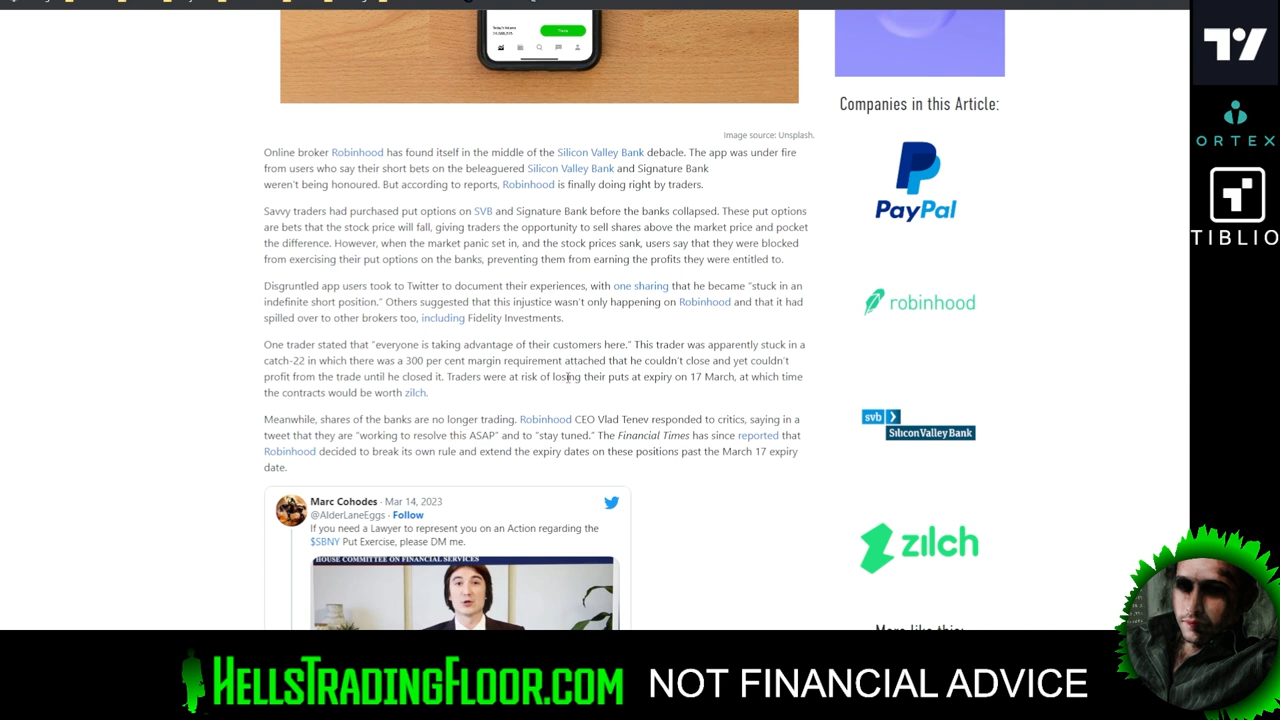 Image source: Unsplash.
Online broker Robinhood has found itself in the middle of the Silicon Valley Bank debacle. The app was under fire
from users who say their short bets on the beleaguered Silicon Valley Bank and Signature Bank
weren't being honoured. But according to reports, Robinhood is finally doing right by traders.
Savvy traders had purchased put options on SVB and Signature Bank before the banks collapsed. These put options
are bets that the stock price will fall, giving traders the opportunity to sell shares above the market price and pocket
the difference. However, when the market panic set in, and the stock prices sank, users say that they were blocked
from exercising their put options on the banks, preventing them from earning the profits they were entitled to.
Disgruntled app users took to Twitter to document their experiences, with one sharing that he became "stuck in an
indefinite short position." Others suggested that this injustice wasn't only happening on Robinhood and that it had
spilled over to other brokers too, including Fidelity Investments.
One trader stated that "everyone is taking advantage of their customers here." This trader was apparently stuck in a
catch-22 in which there was a 300 per cent margin requirement attached that he couldn't close and yet couldn't
profit from the trade until he closed it. Traders were at risk of losing their puts at expiry on 17 March, at which time
the contracts would be worth zilch.
Meanwhile, shares of the banks are no longer trading. Robinhood CEO Vlad Tenev responded to critics, saying in a
tweet that they are "working to resolve this ASAP" and to "stay tuned." The Financial Times has since reported that
Robinhood decided to break its own rule and extend the expiry dates on these positions past the March 17 expiry
date.
Marc Cohodes · Mar 14, 2023
@AlderLaneEggs · Follow
If you need a Lawyer to represent you on an Action regarding the
$SBNY Put Exercise, please DM me.
HOUSE COMMITTEE ON FINANCIAL SERVICES
Companies in this Article:
PayPal
robinhood
svb
Silicon Valley Bank
zilch
More like this:
ORTEX
TIBLIO
HELLSTRADINGFLOOR.COM
NOT FINANCIAL ADVICE